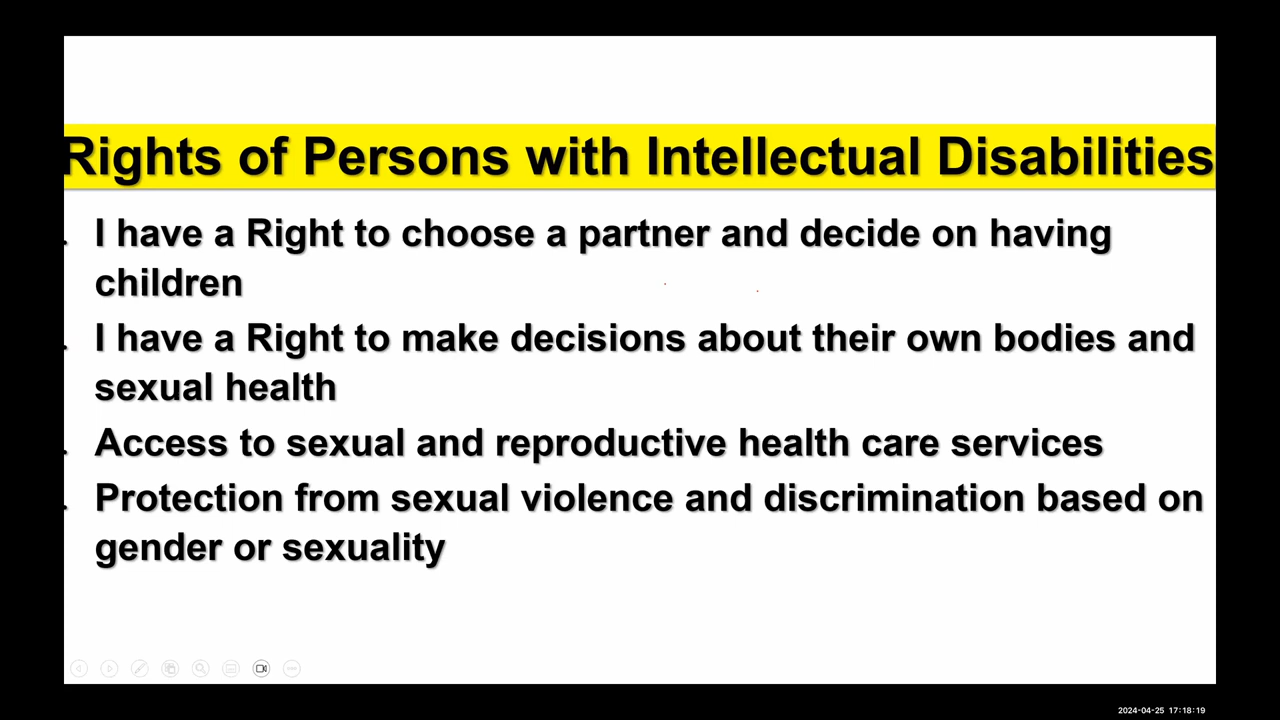 Rights of Persons with Intellectual Disabilities
I have a Right to choose a partner and decide on having
children
I have a Right to make decisions about their own bodies and
sexual health
Access to sexual and reproductive health care services
Protection from sexual violence and discrimination based on
gender or sexuality
2024-04-25 17:18:19